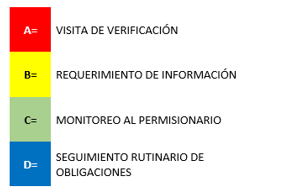 A= VISITA DE VERIFICACIÓN
B= REQUERIMIENTO DE INFORMACIÓN
C= MONITOREO AL PERMISIONARIO
D= SEGUIMIENTO RUTINARIO DE
OBLIGACIONES